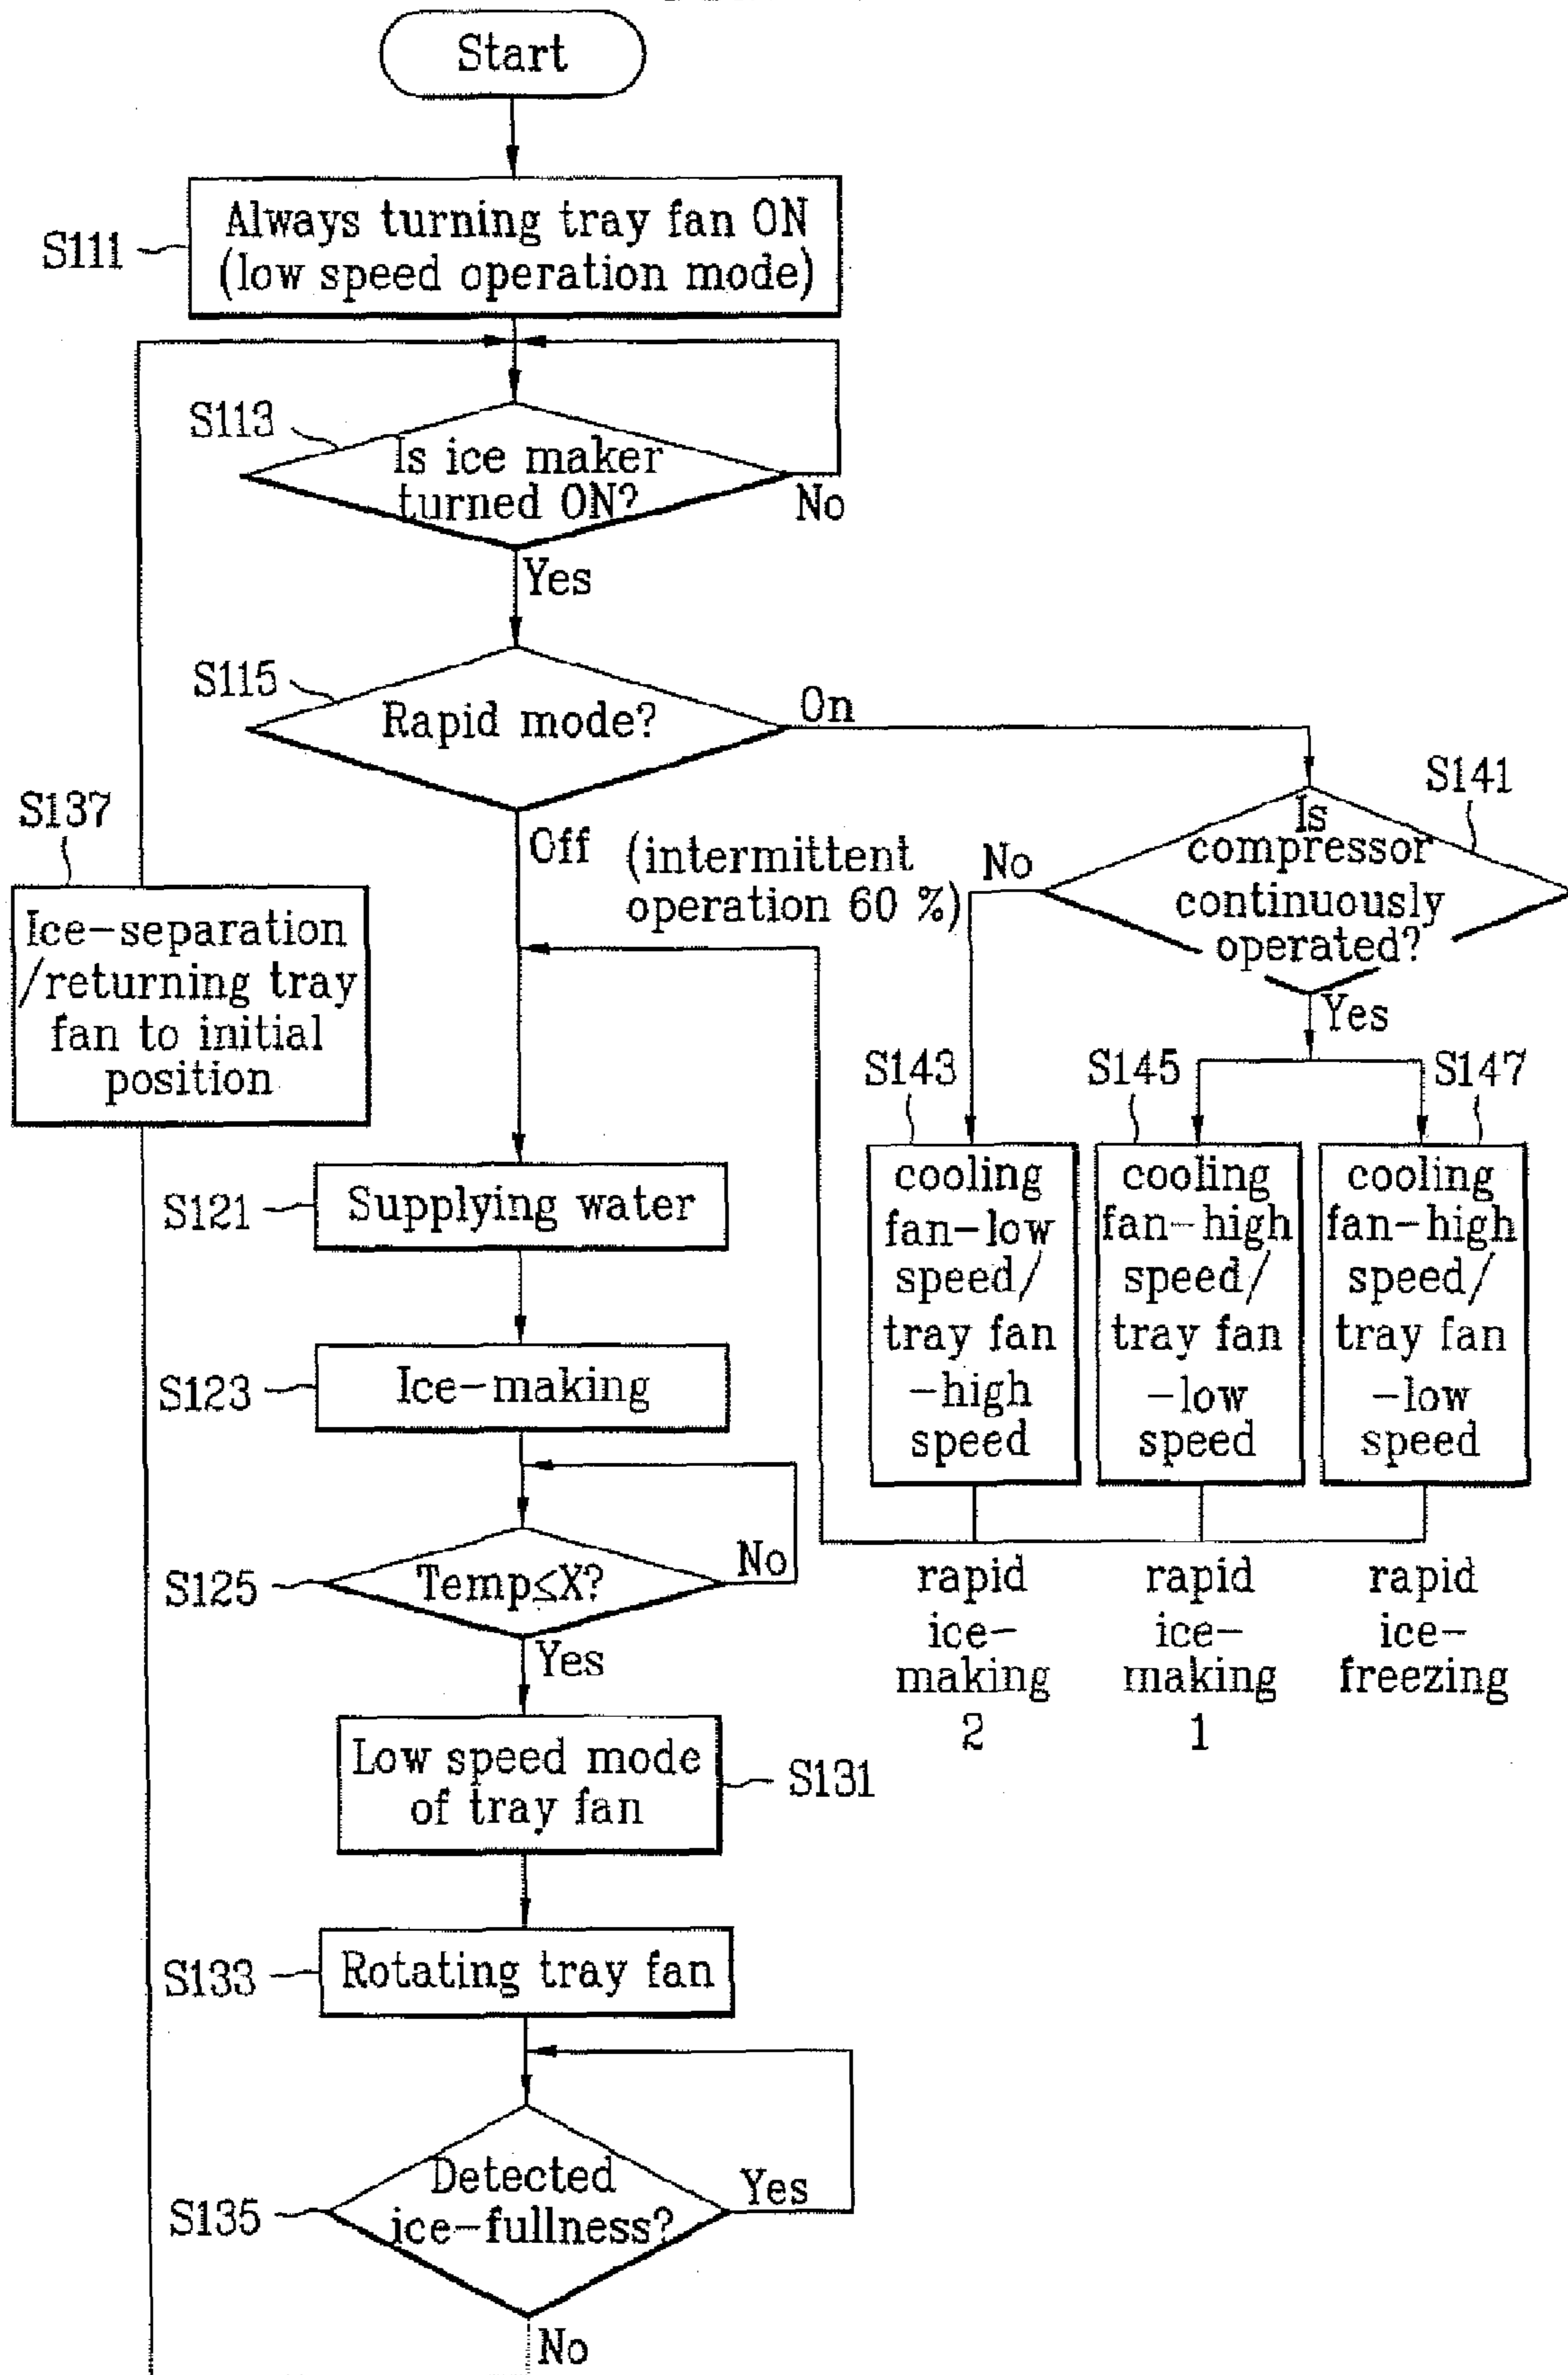 Start
S111
Always turning tray fan ON
(low speed operation mode)
S113
Is ice maker
turned ON?
No
Yes
S115
Rapid mode?
On
Off
(intermittent
operation 60 %)
S137
Ice-separation
/returning tray
fan to initial
position
S141
Is
compressor
continuously
operated?
No
Yes
S143
cooling
fan-low
speed/
tray fan
-high
speed
S145
cooling
fan-high
speed/
tray fan
-low
speed
S147
cooling
fan-high
speed/
tray fan
-low
speed
rapid
ice-
making
2
rapid
ice-
making
1
rapid
ice-
freezing
S121
Supplying water
S123
Ice-making
S125
Temp≤X?
No
Yes
Low speed mode
of tray fan
S131
S133
Rotating tray fan
S135
Detected
ice-fullness?
Yes
No